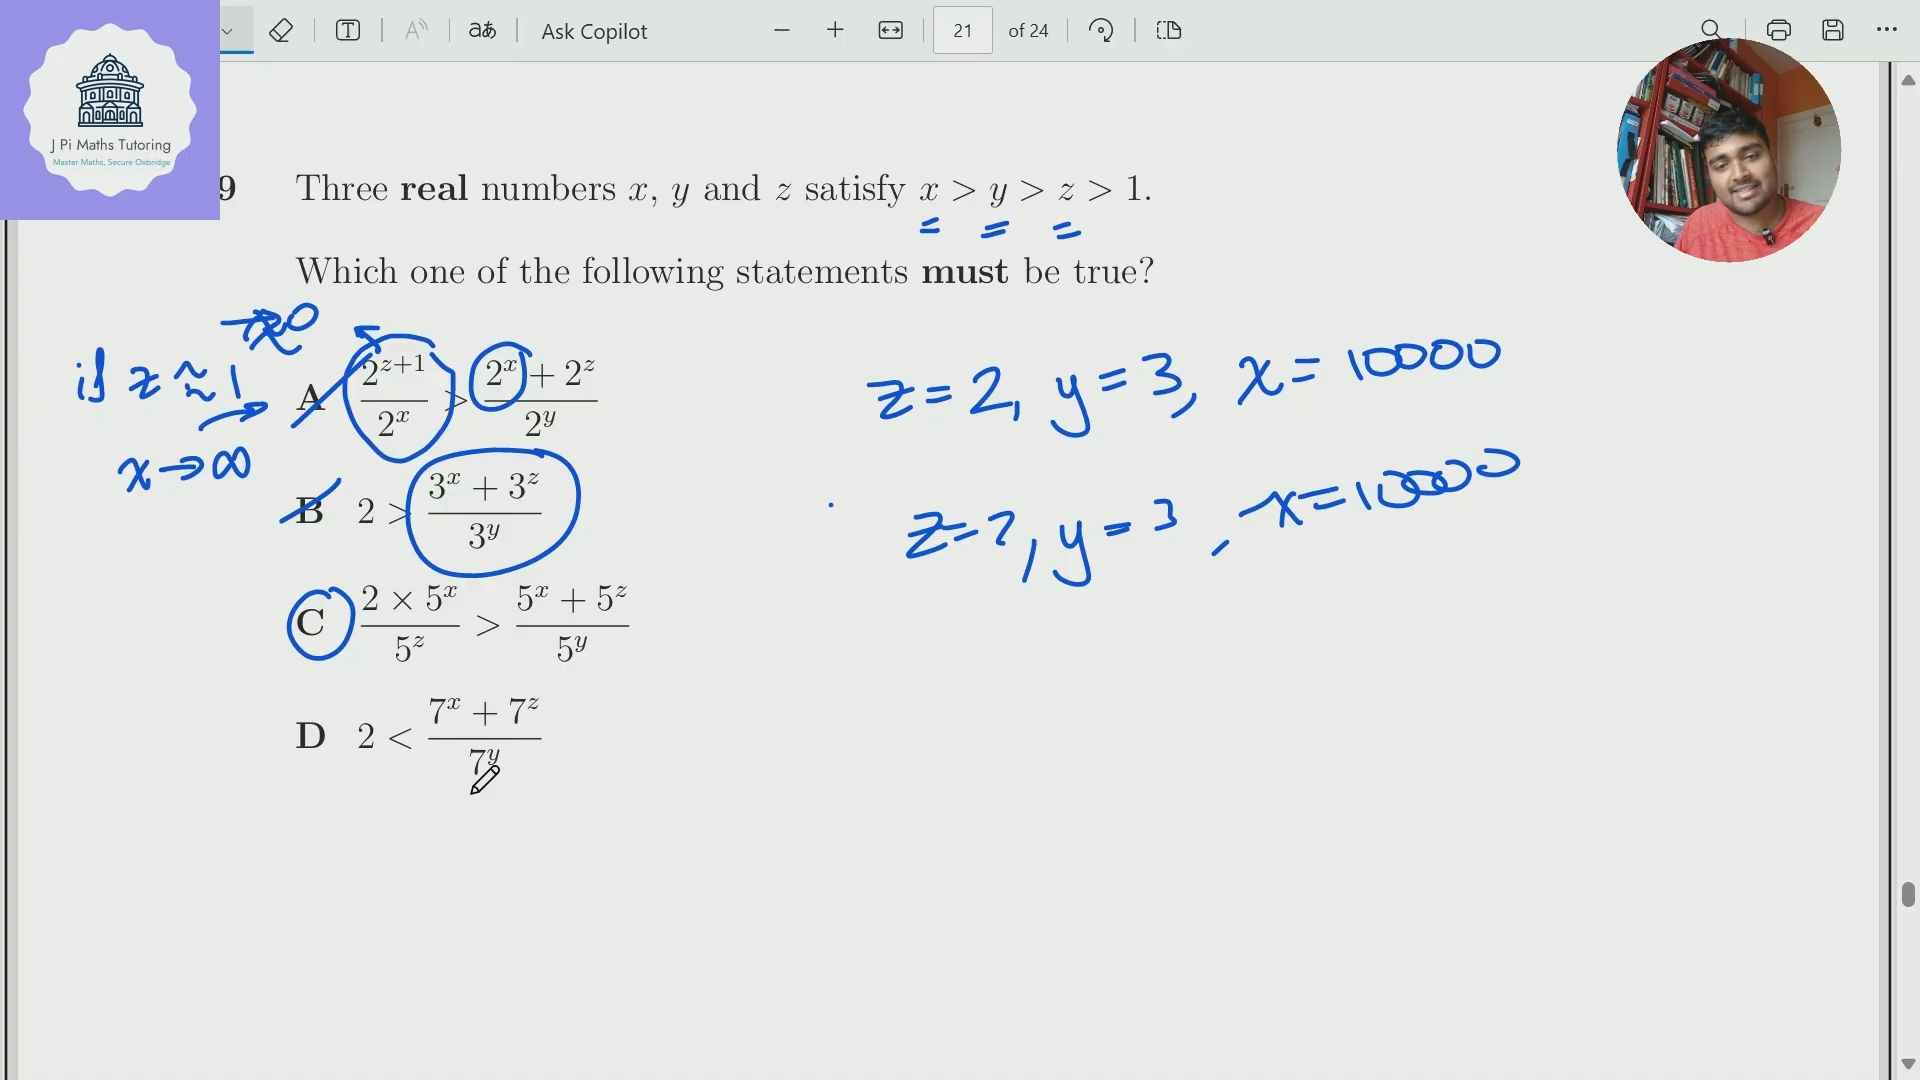 Ask Copilot
21 of 24
J Pi Maths Tutoring
Master Maths, Secure Oxbridge
9 Three real numbers x, y and z satisfy x > y > z > 1.
Which one of the following statements must be true?
if z ≈ 1
x → ∞
→ 0
A 2^{z+1}/2^x > (2^x + 2^z)/2^y
B 2 > (3^x + 3^z)/3^y
C (2 × 5^x)/5^z > (5^x + 5^z)/5^y
D 2 < (7^x + 7^z)/7^y
z = 2, y = 3, x = 10000
z = 2, y = 3, x = 10000